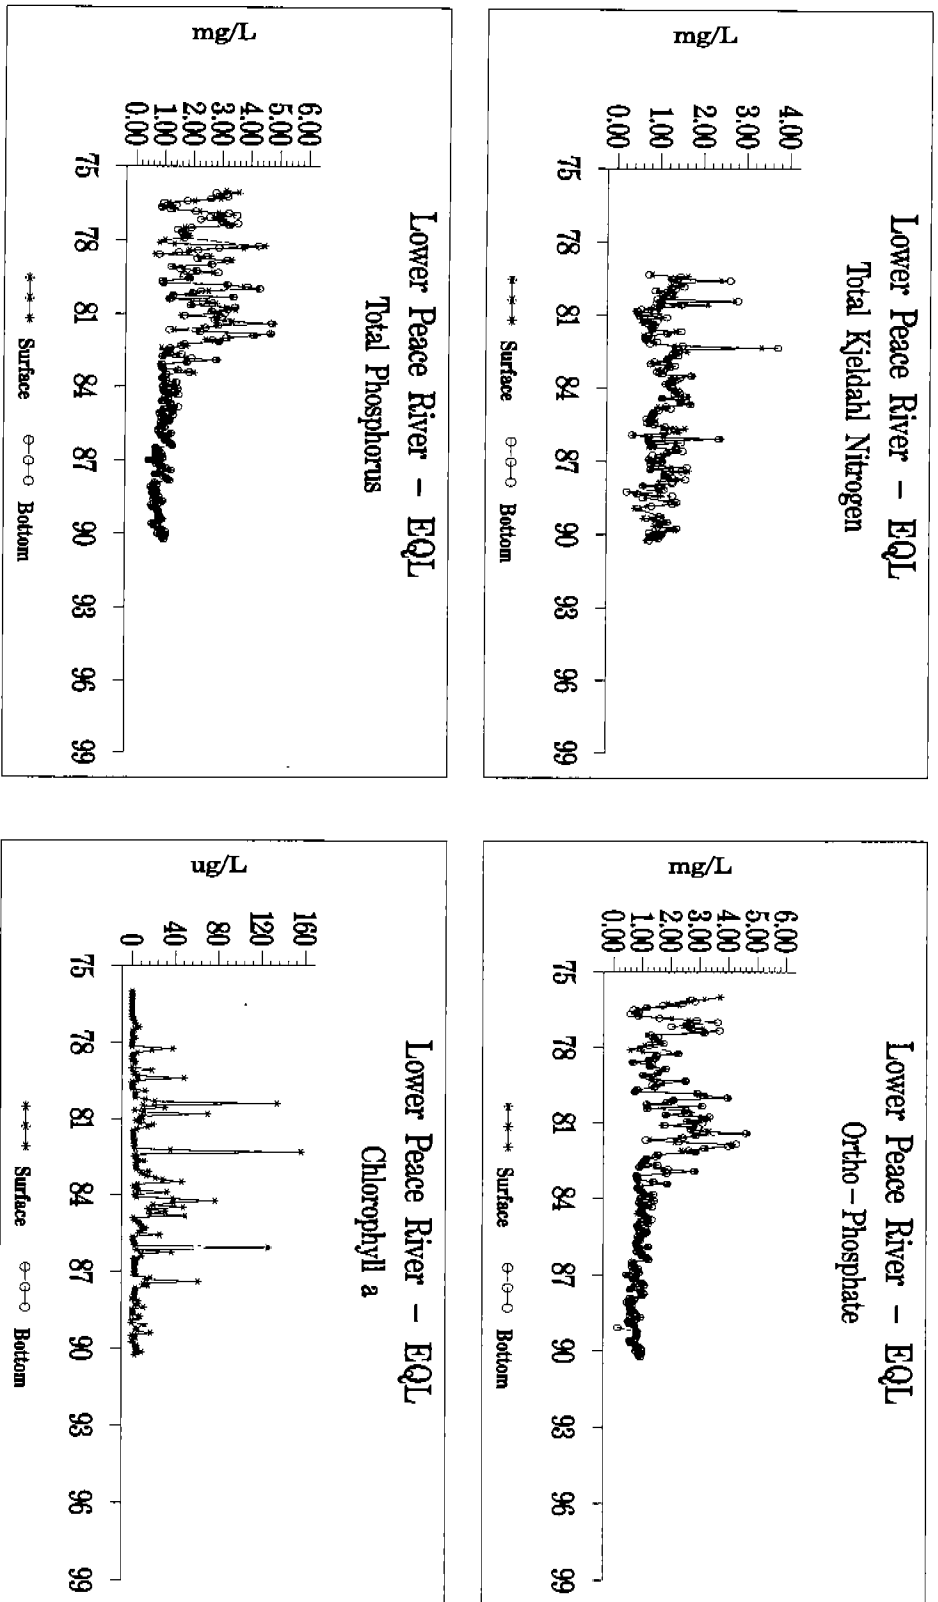 Lower Peace River – EQL
Total Kjeldahl Nitrogen
4.00
3.00
2.00
1.00
0.00
mg/L
75 78 81 84 87 90 93 96 99
Surface Bottom
Lower Peace River – EQL
Ortho–Phosphate
6.00
5.00
4.00
3.00
2.00
1.00
0.00
mg/L
75 78 81 84 87 90 93 96 99
Surface Bottom
Lower Peace River – EQL
Total Phosphorus
6.00
5.00
4.00
3.00
2.00
1.00
0.00
mg/L
75 78 81 84 87 90 93 96 99
Surface Bottom
Lower Peace River – EQL
Chlorophyll a
160
120
80
40
0
ug/L
75 78 81 84 87 90 93 96 99
Surface Bottom